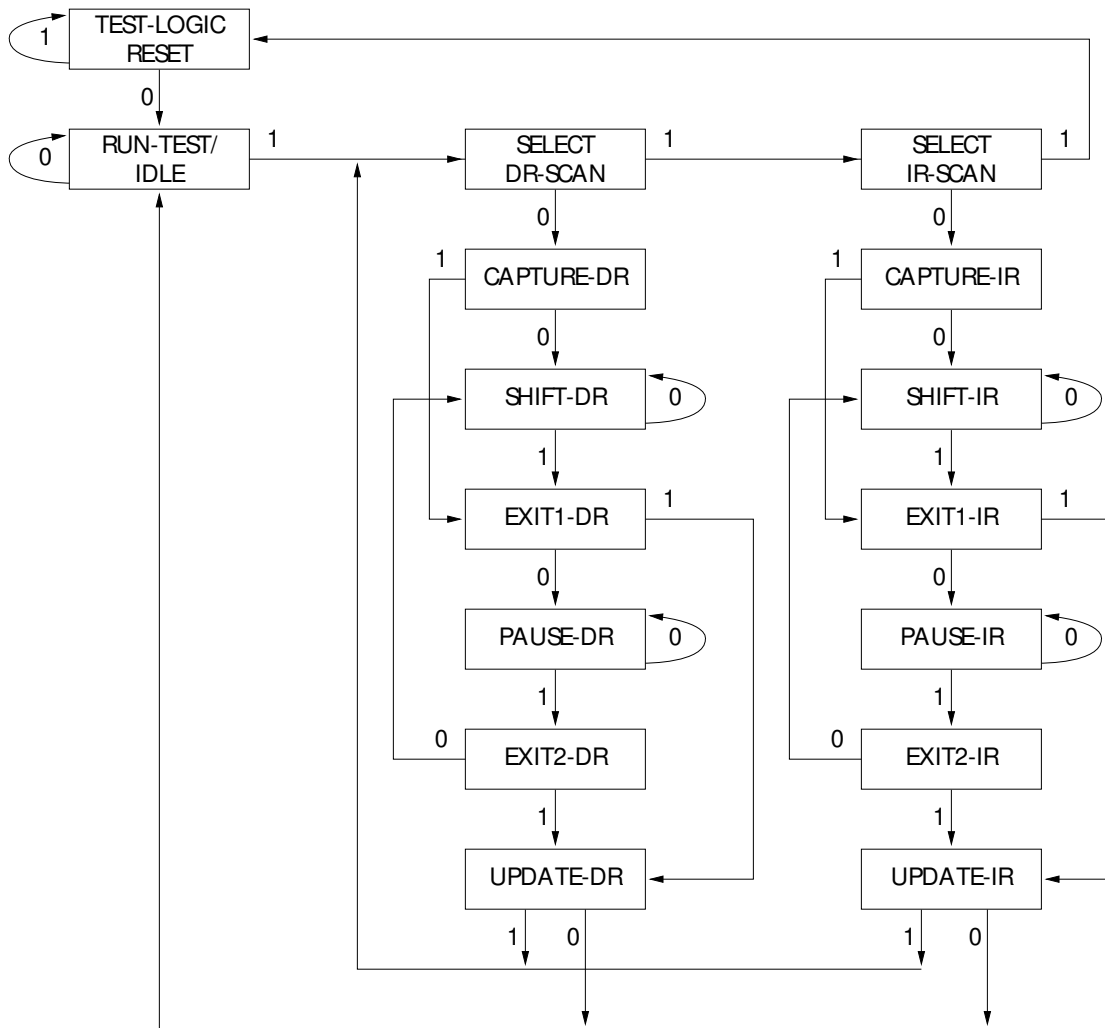 TEST-LOGIC
RESET
1
0
RUN-TEST/
IDLE
0
1
SELECT
DR-SCAN
1
SELECT
IR-SCAN
1
0
0
1
CAPTURE-DR
1
CAPTURE-IR
0
0
SHIFT-DR
0
SHIFT-IR
0
1
1
EXIT1-DR
1
EXIT1-IR
1
0
0
PAUSE-DR
0
PAUSE-IR
0
1
1
0
EXIT2-DR
0
EXIT2-IR
1
1
UPDATE-DR
UPDATE-IR
1
0
1
0